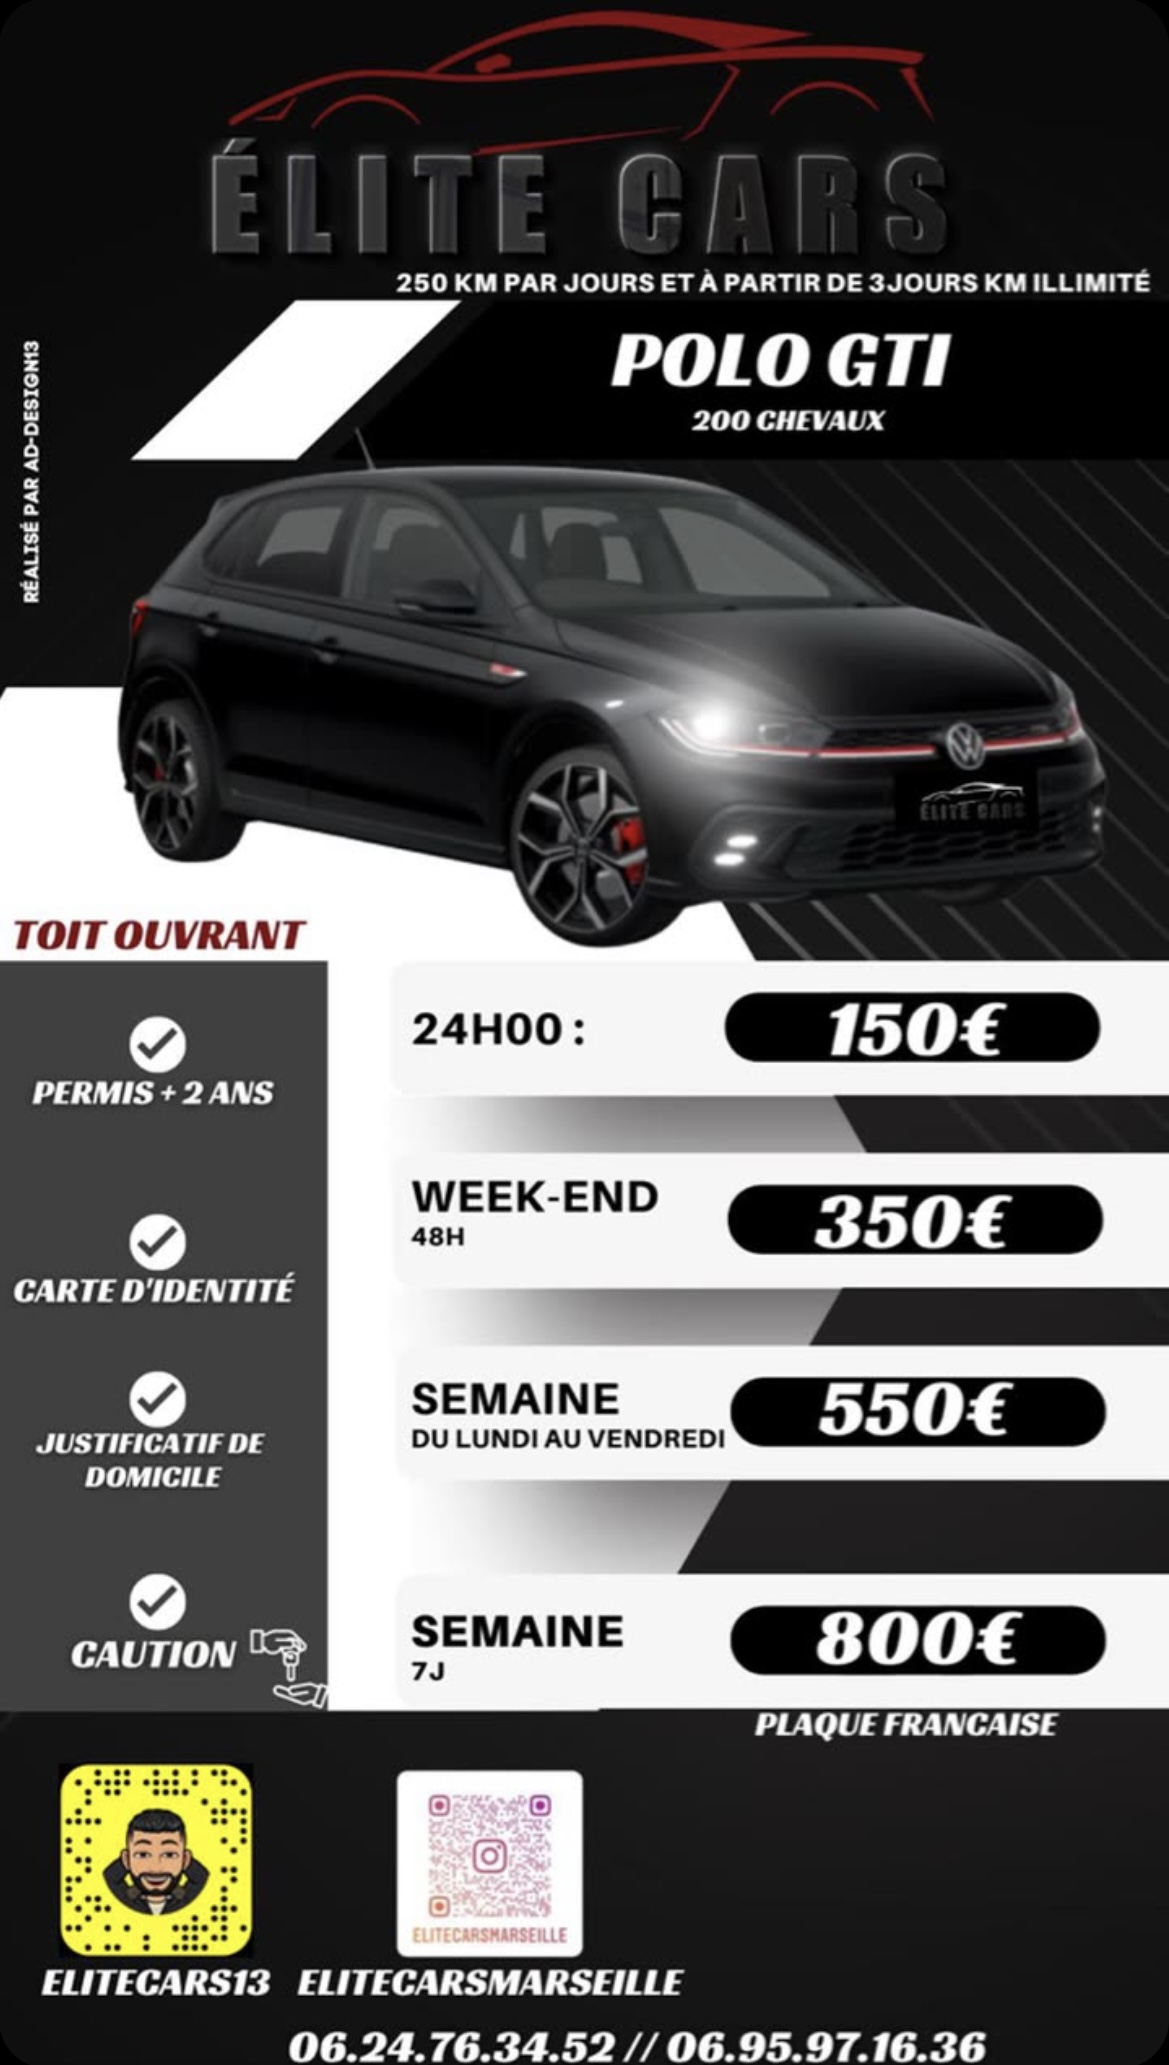 ÉLITE CARS
250 KM PAR JOURS ET À PARTIR DE 3JOURS KM ILLIMITÉ
POLO GTI
200 CHEVAUX
RÉALISÉ PAR AD-DESIGN13
ÉLITE CARS
TOIT OUVRANT
PERMIS + 2 ANS
CARTE D'IDENTITÉ
JUSTIFICATIF DE
DOMICILE
CAUTION
24H00 : 150€
WEEK-END 350€
48H
SEMAINE 550€
DU LUNDI AU VENDREDI
SEMAINE 800€
7J
PLAQUE FRANCAISE
ELITECARSMARSEILLE
ELITECARS13 ELITECARSMARSEILLE
06.24.76.34.52 // 06.95.97.16.36